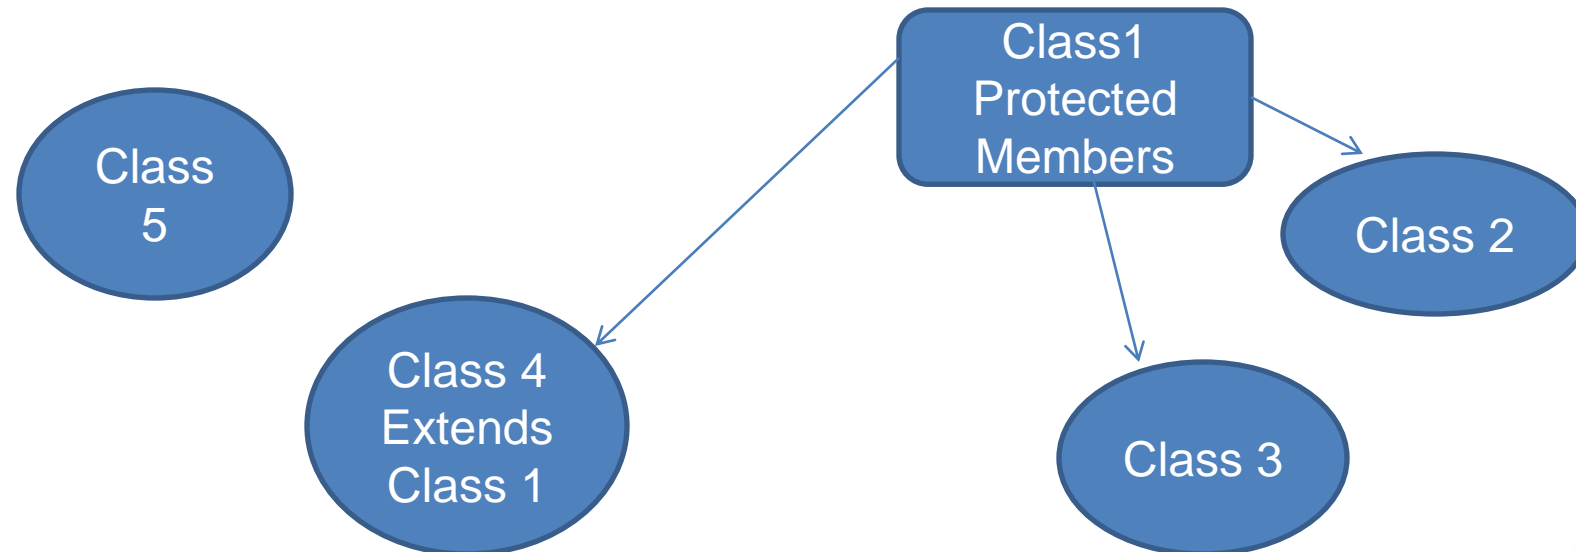 Class1
Protected
Members
Class
5
Class 2
Class 4
Extends
Class 1
Class 3